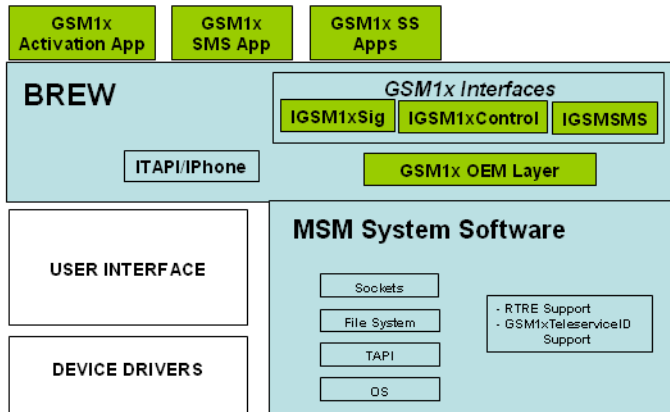 GSM1x
Activation App
GSM1x
SMS App
GSM1x SS
Apps
BREW
GSM1x Interfaces
IGSM1xSig
IGSM1xControl
IGSMSMS
ITAPI/IPhone
GSM1x OEM Layer
USER INTERFACE
MSM System Software
Sockets
File System
TAPI
OS
- RTRE Support
- GSM1xTeleserviceID
Support
DEVICE DRIVERS